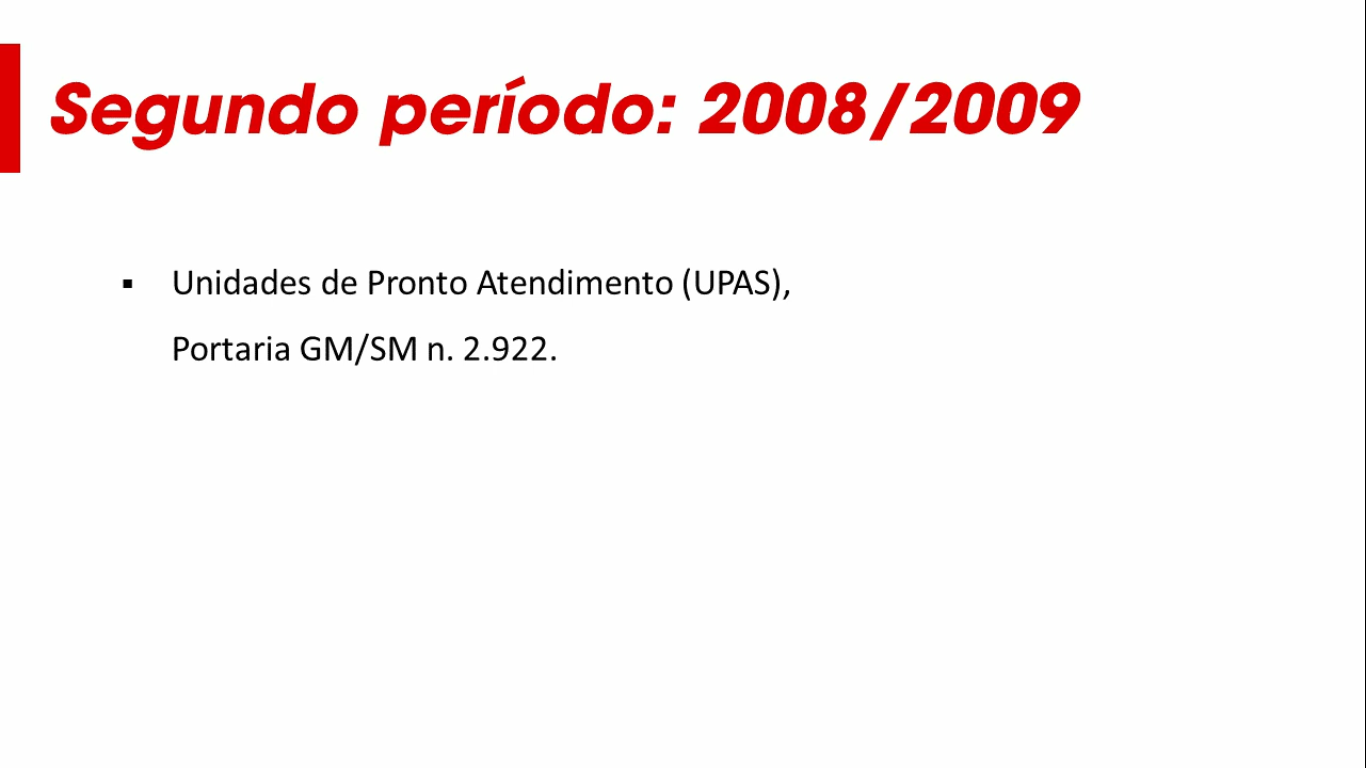 Segundo período: 2008/2009
▪ Unidades de Pronto Atendimento (UPAS),
Portaria GM/SM n. 2.922.